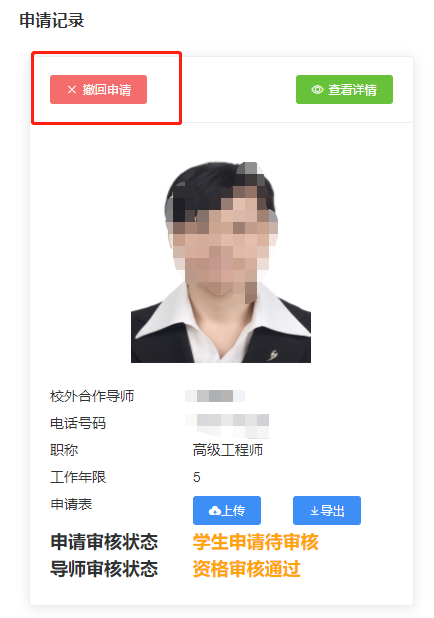 申请记录
撤回申请 查看详情
校外合作导师
电话号码
职称 高级工程师
工作年限 5
申请表 上传 导出
申请审核状态 学生申请待审核
导师审核状态 资格审核通过